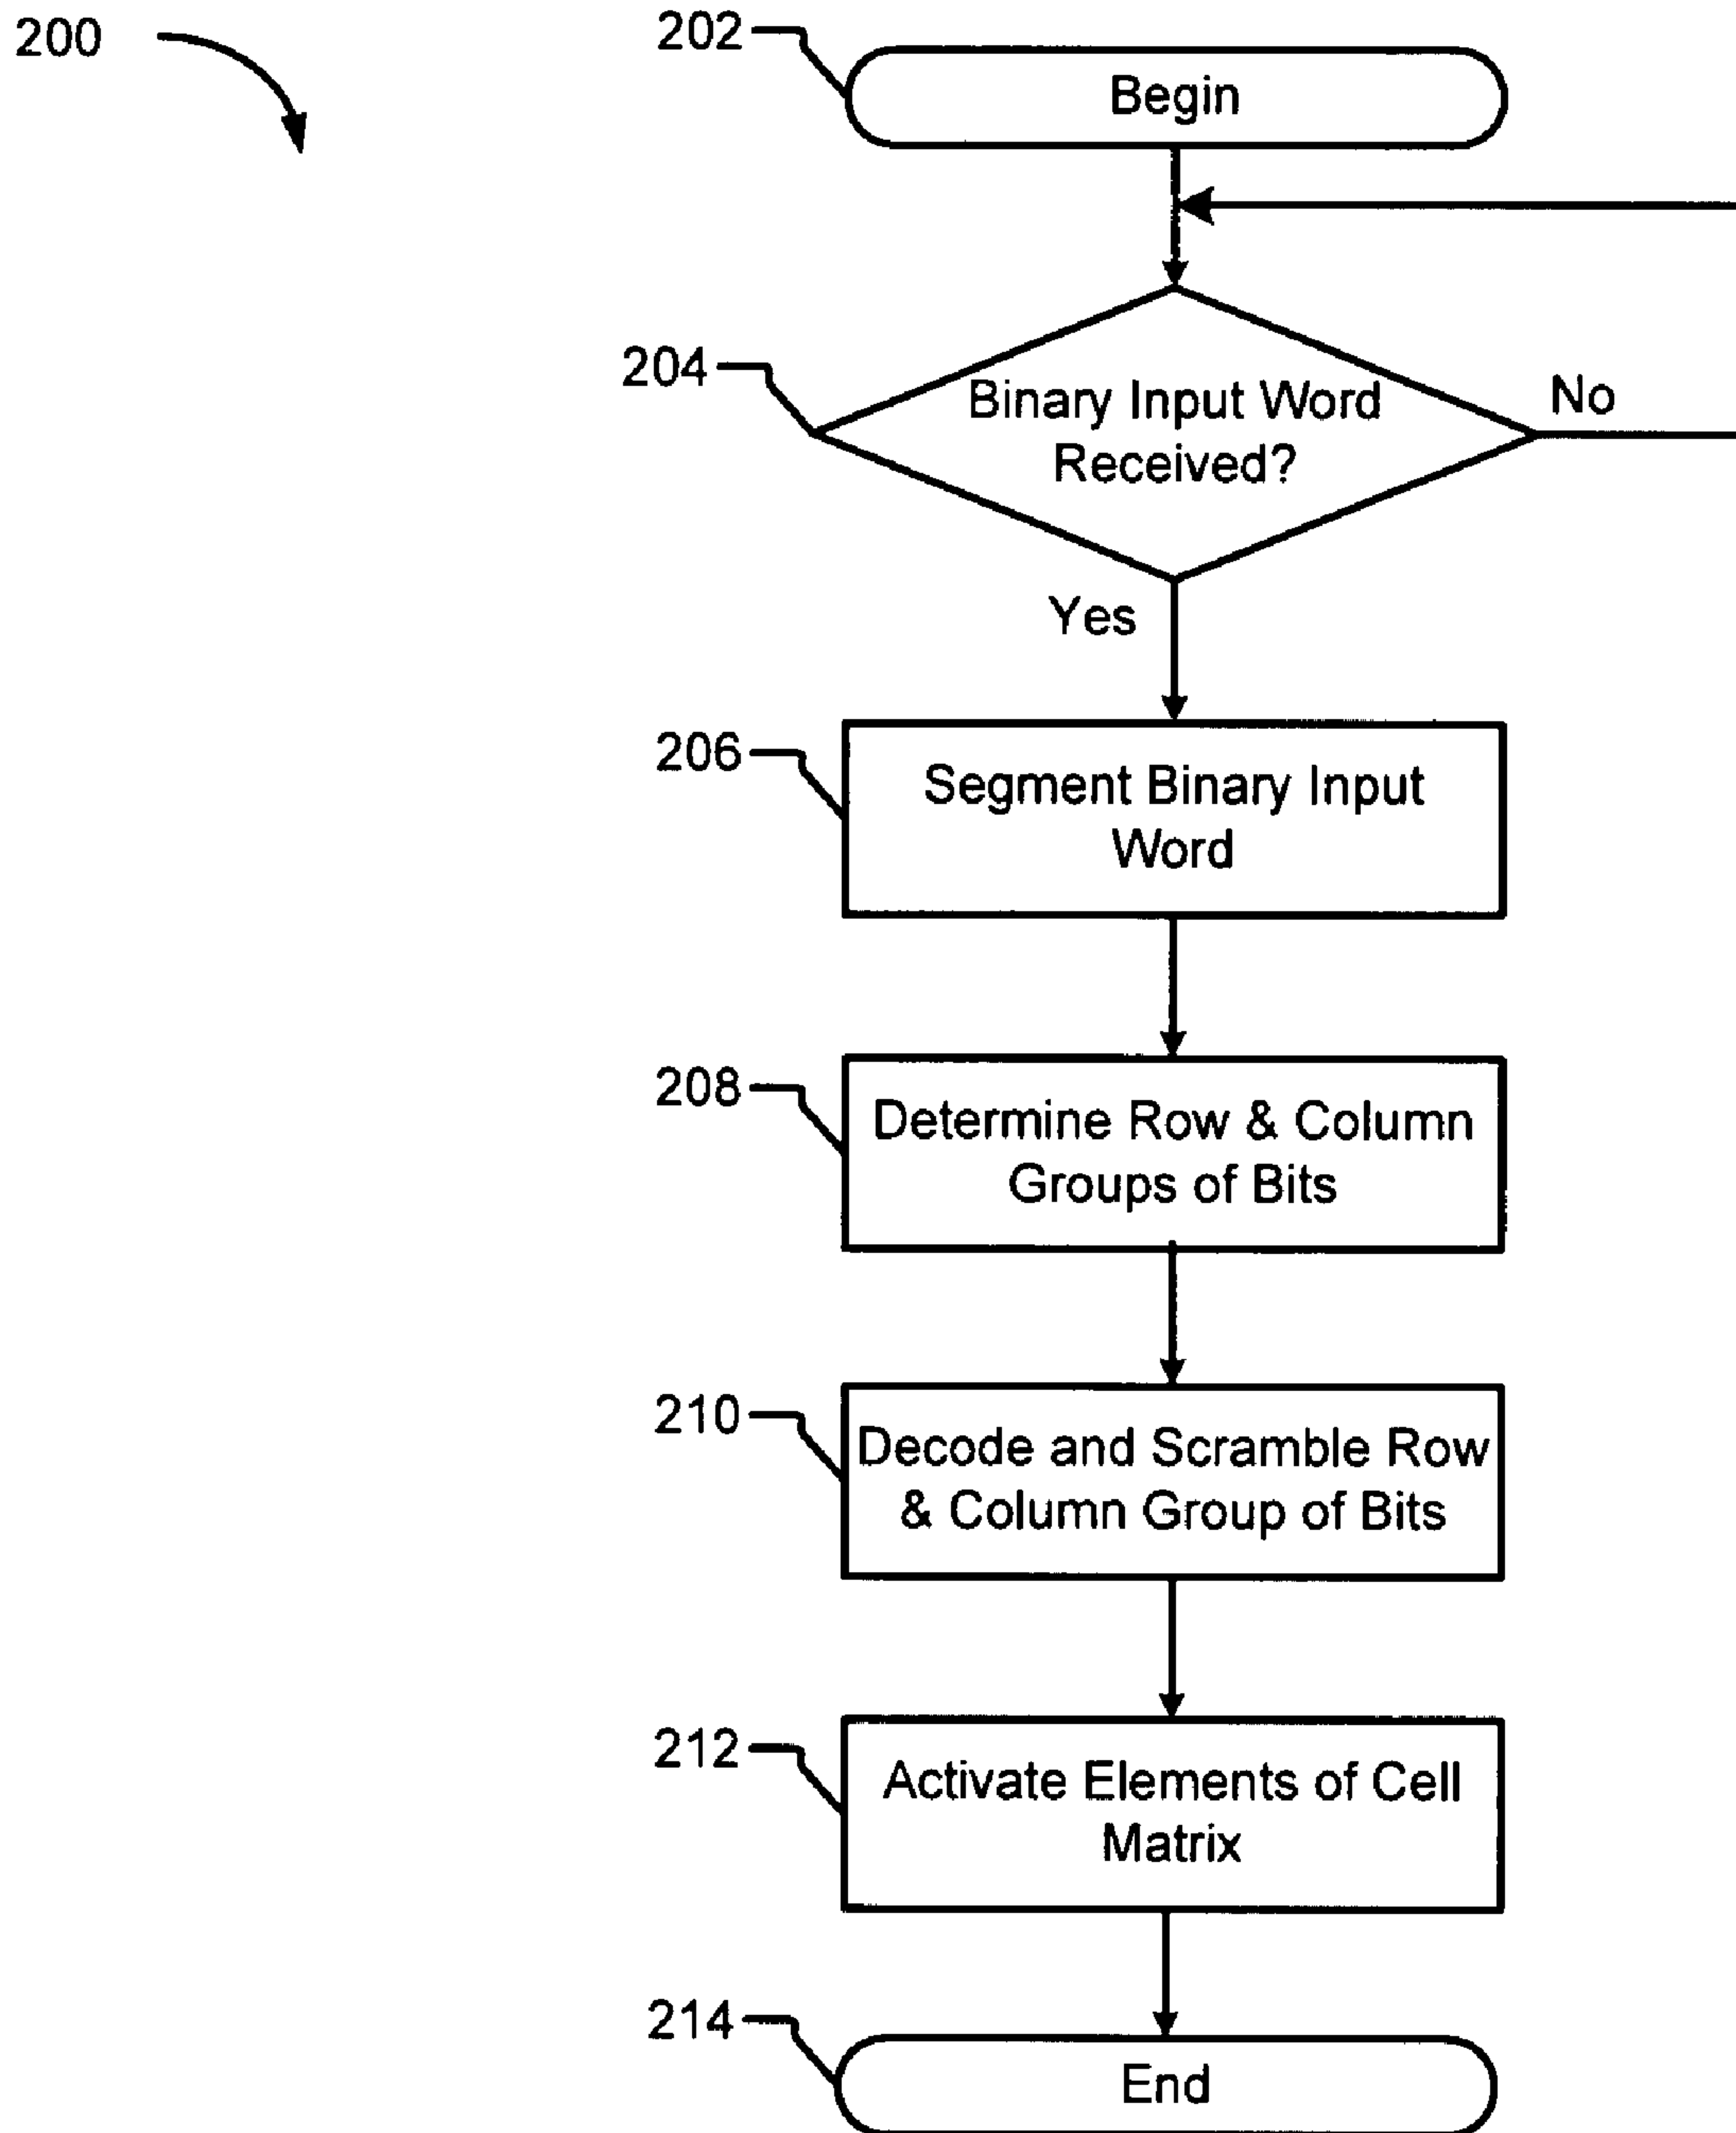 200
202
Begin
204
Binary Input Word
Received?
No
Yes
206
Segment Binary Input
Word
208
Determine Row & Column
Groups of Bits
210
Decode and Scramble Row
& Column Group of Bits
212
Activate Elements of Cell
Matrix
214
End